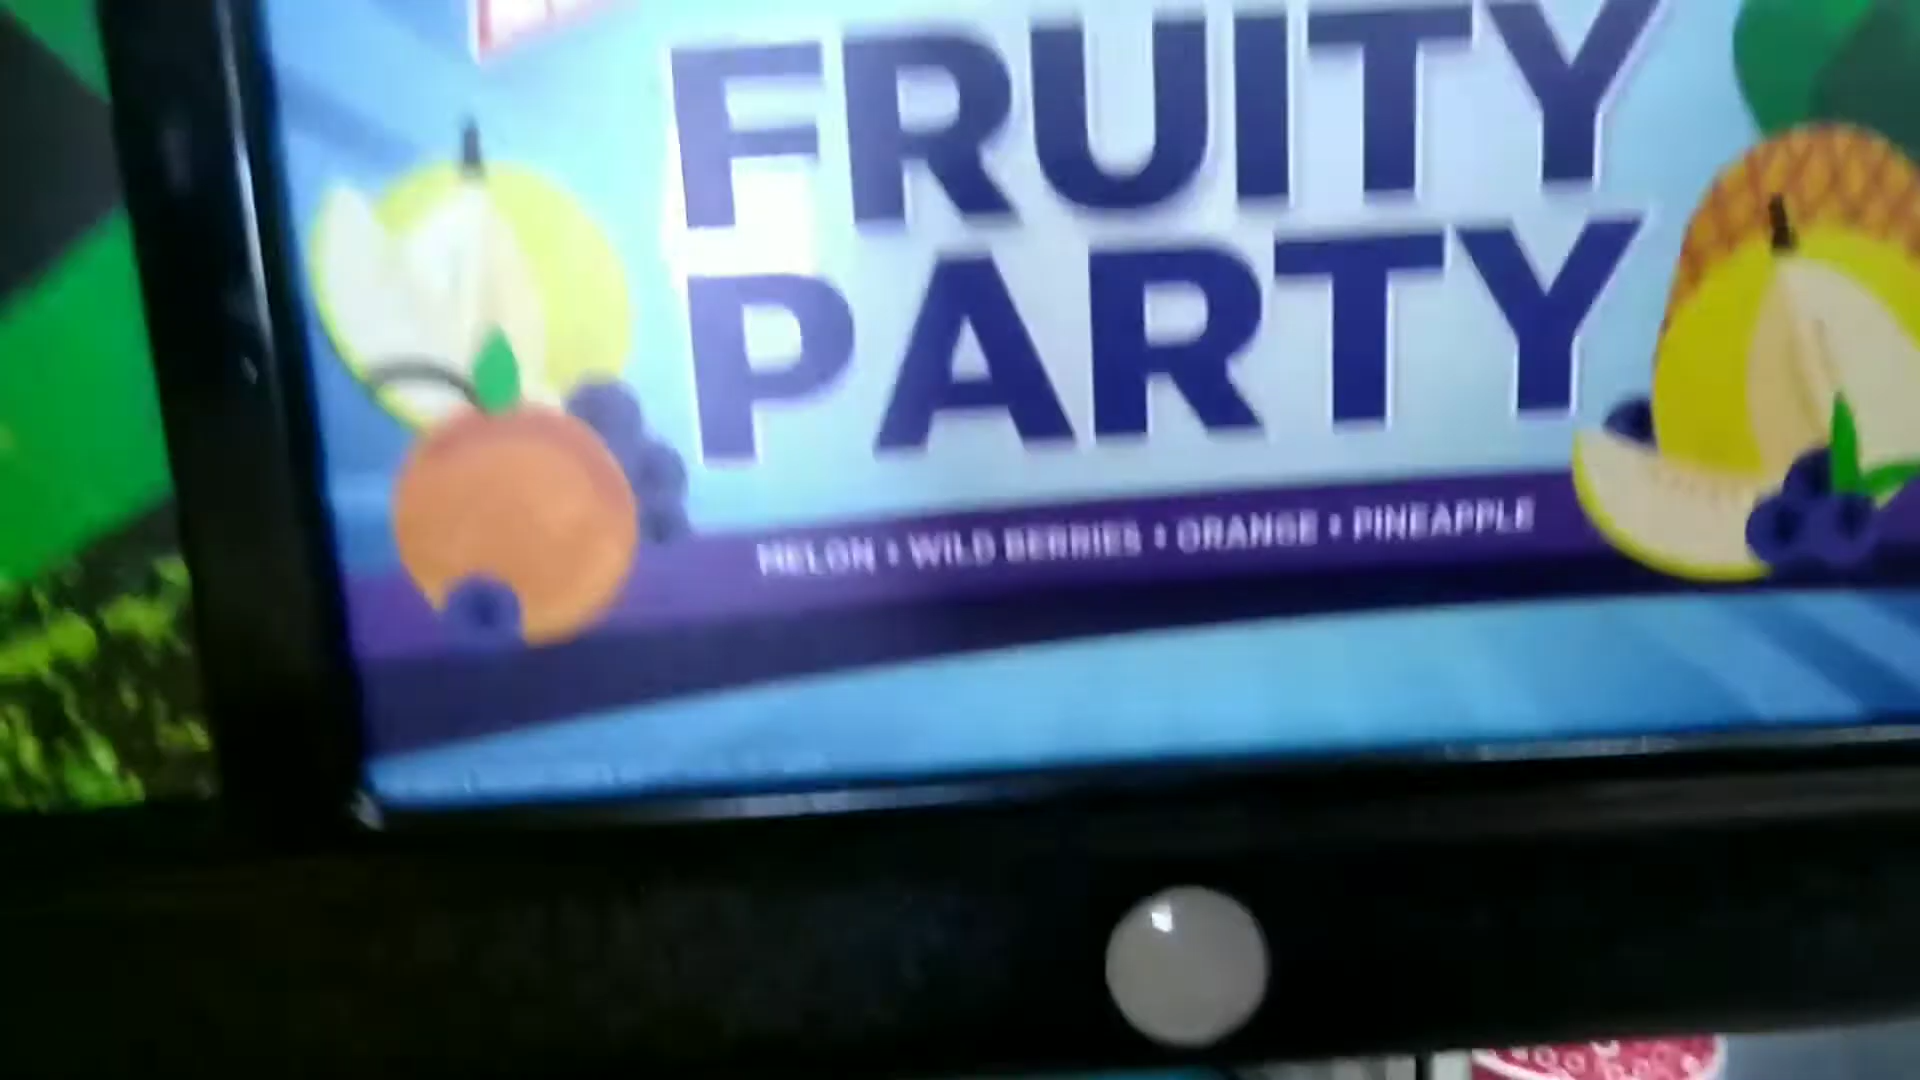 FRUITY
PARTY
MELON • WILD BERRIES • ORANGE • PINEAPPLE